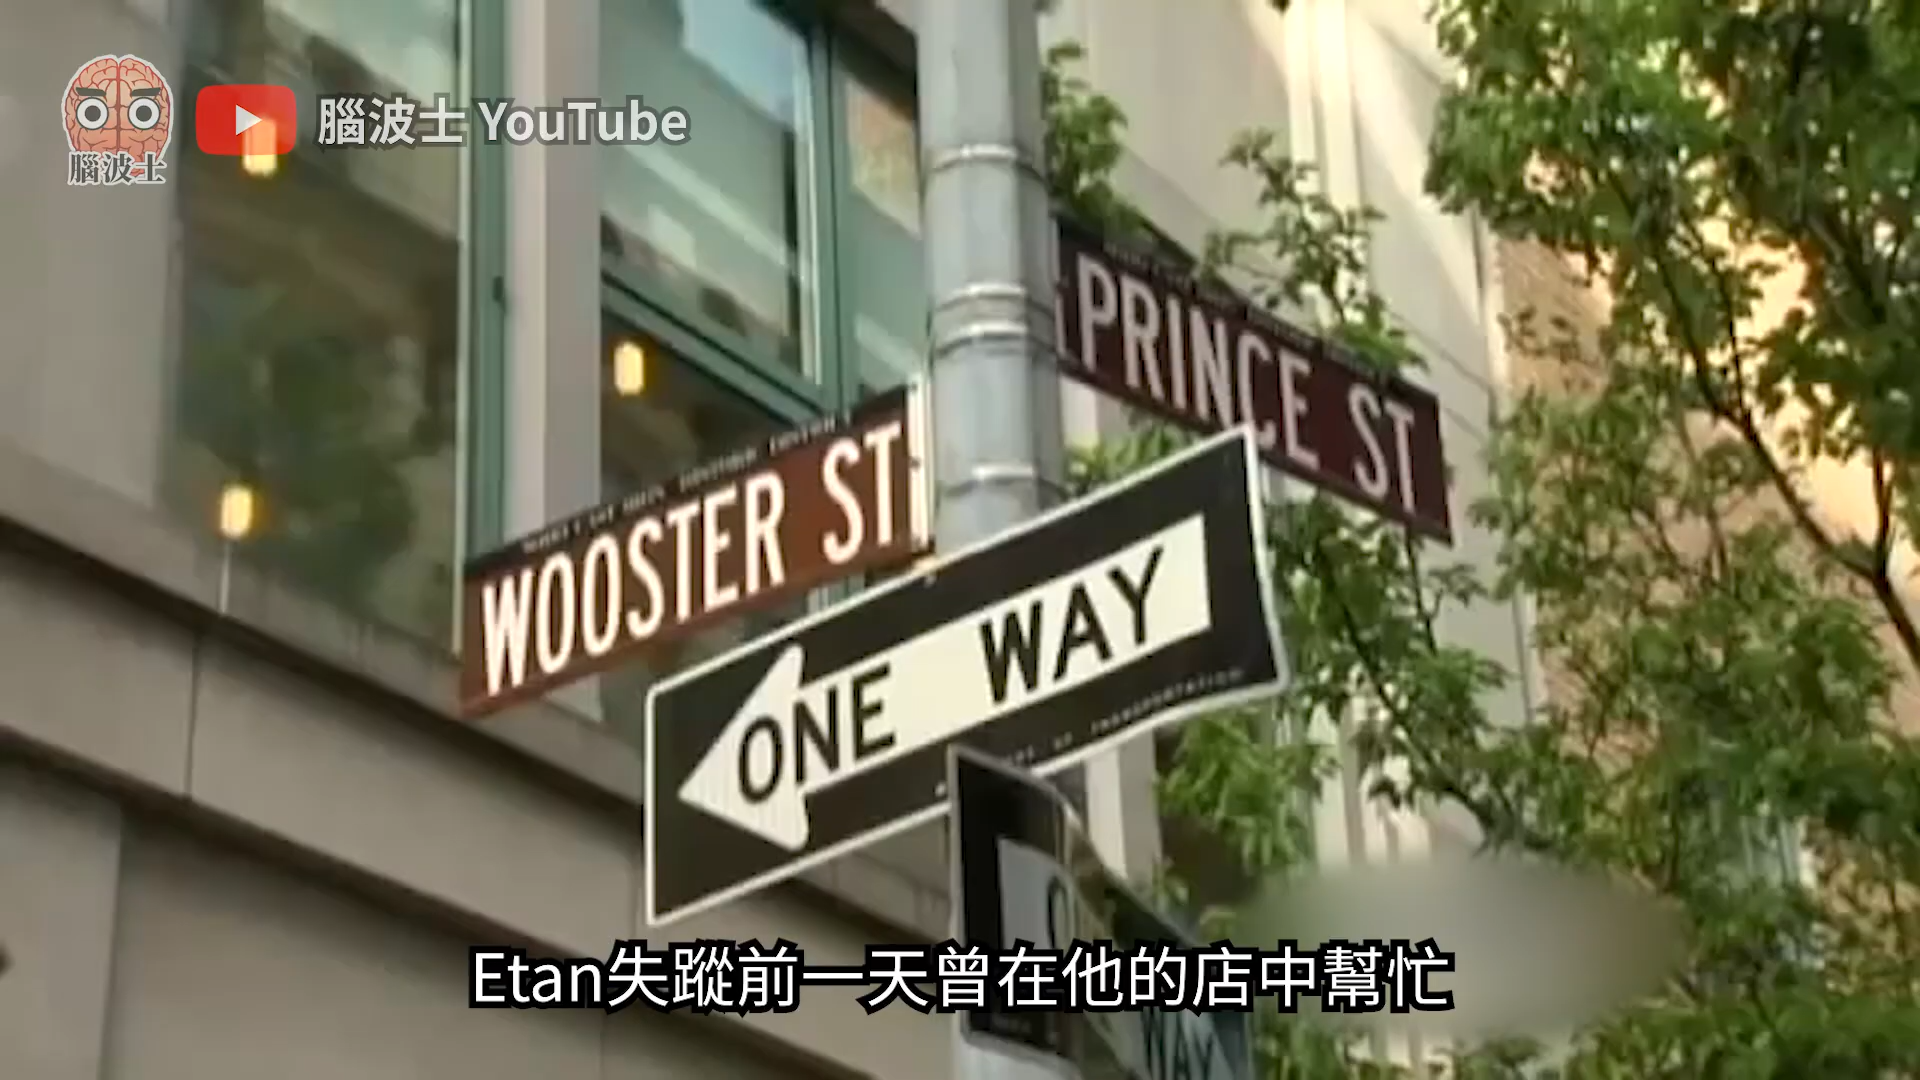 腦波士 YouTube
腦波士
PRINCE ST
WOOSTER ST
ONE WAY
WAY
Etan失蹤前一天曾在他的店中幫忙